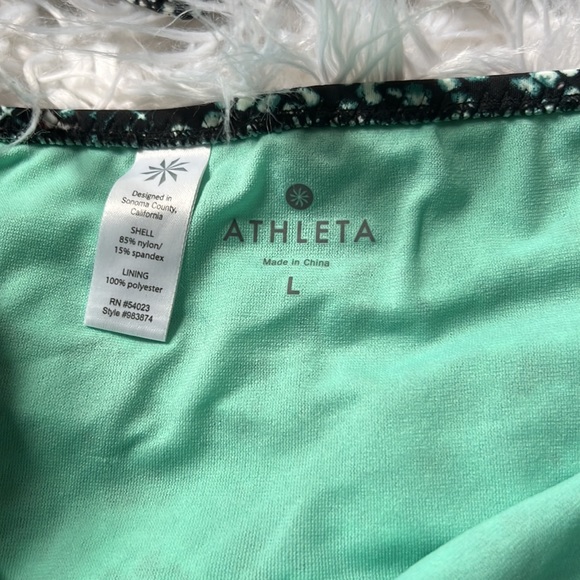 Designed in
Sonoma County,
California
SHELL
85% nylon/
15% spandex
LINING
100% polyester
RN #54023
Style #983874
ATHLETA
Made in China
L